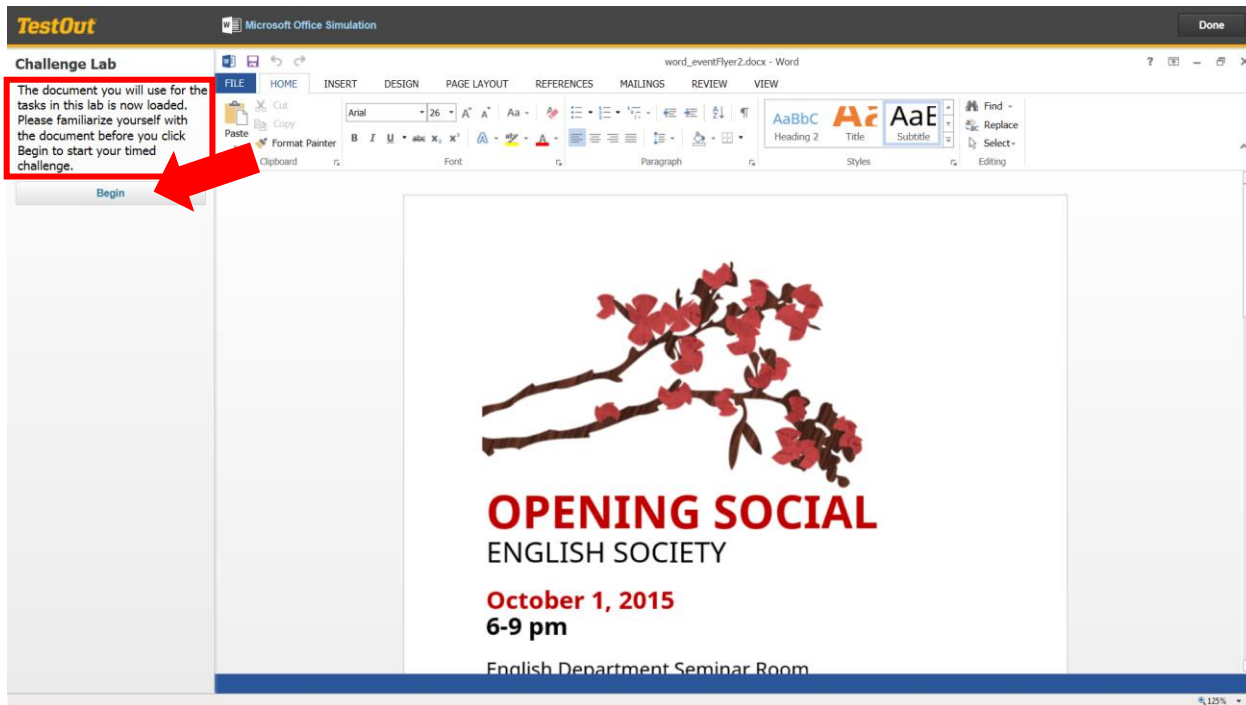 TestOut
Microsoft Office Simulation
Done
Challenge Lab
The document you will use for the
tasks in this lab is now loaded.
Please familiarize yourself with
the document before you click
Begin to start your timed
challenge.
Begin
word_eventFlyer2.docx - Word
FILE HOME INSERT DESIGN PAGE LAYOUT REFERENCES MAILINGS REVIEW VIEW
Paste
Cut
Copy
Format Painter
Clipboard
Arial 26
Font
Paragraph
AaBbC AaE
Heading 2 Title Subtitle
Styles
Find
Replace
Select
Editing
OPENING SOCIAL
ENGLISH SOCIETY
October 1, 2015
6-9 pm
English Department Seminar Room
125%